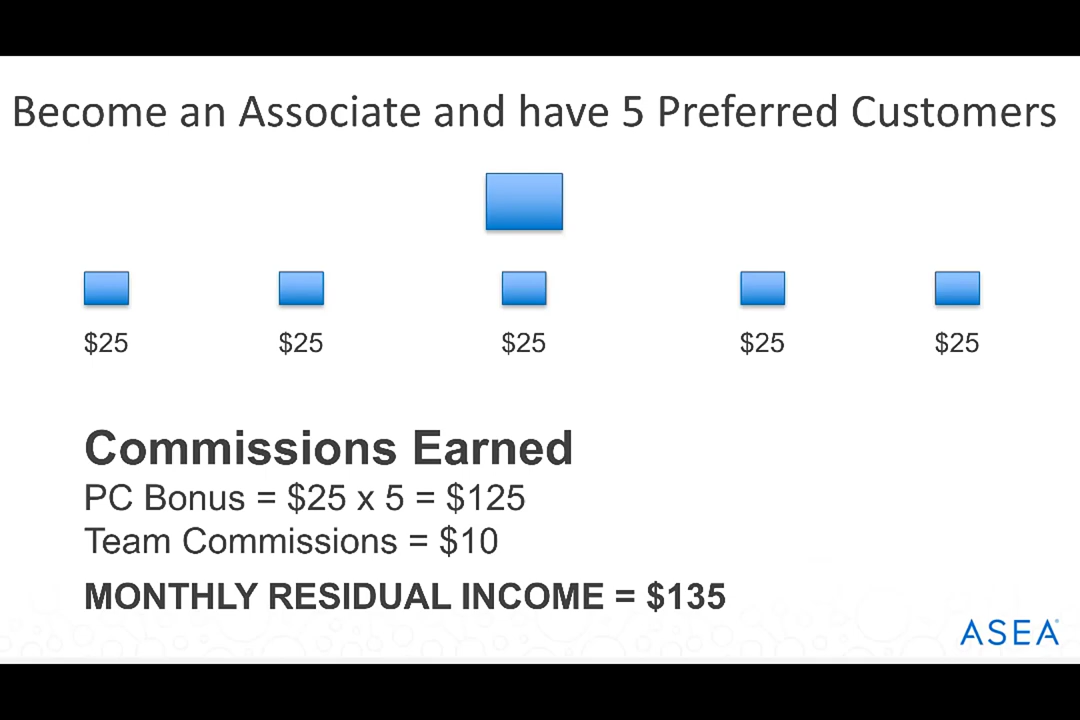 Become an Associate and have 5 Preferred Customers
$25 $25 $25 $25 $25
Commissions Earned
PC Bonus = $25 x 5 = $125
Team Commissions = $10
MONTHLY RESIDUAL INCOME = $135
ASEA